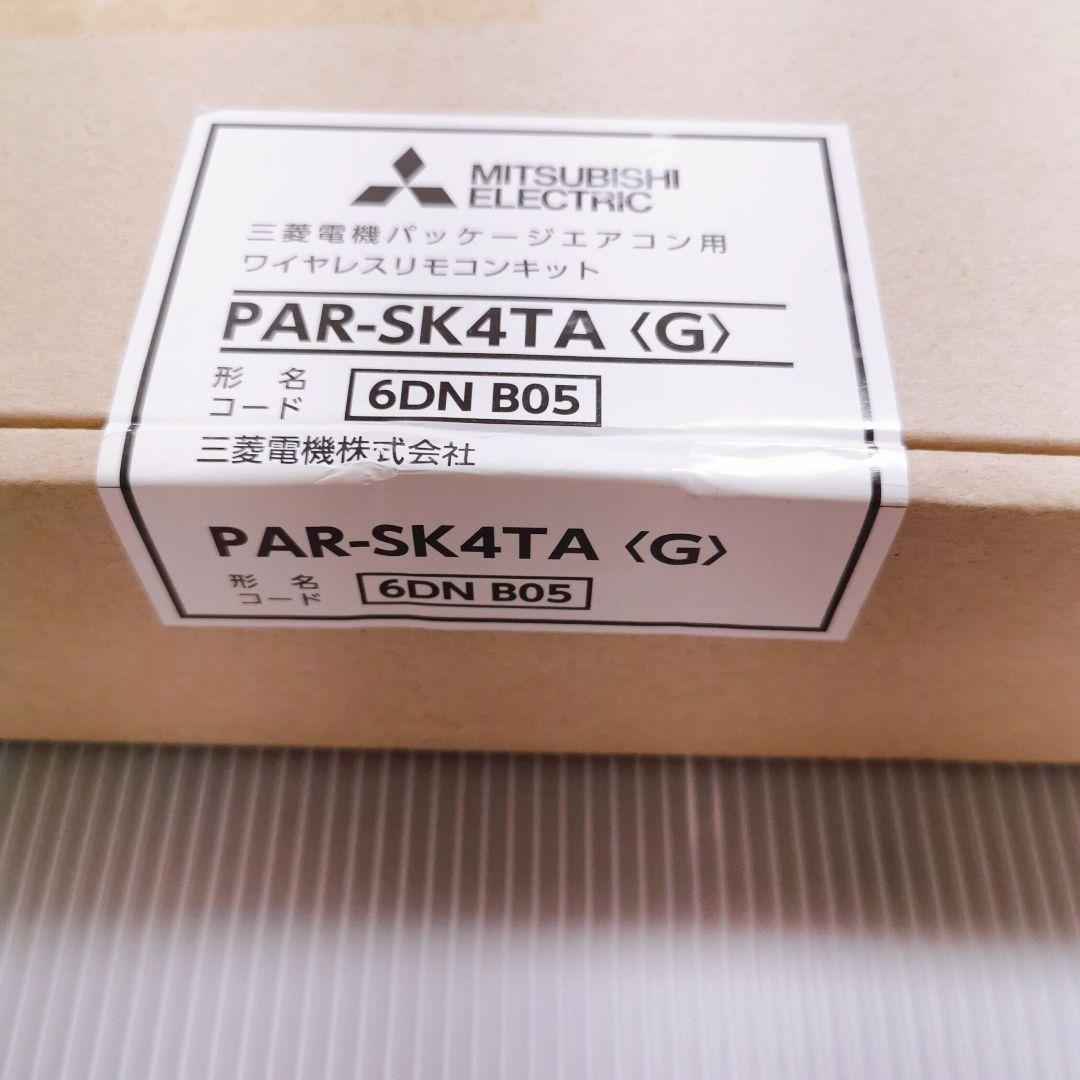 MITSUBISHI
ELECTRIC
三菱電機パッケージエアコン用
ワイヤレスリモコンキット
PAR-SK4TA〈G〉
形名
コード 6DN B05
三菱電機株式会社
PAR-SK4TA〈G〉
形名
コード 6DN B05